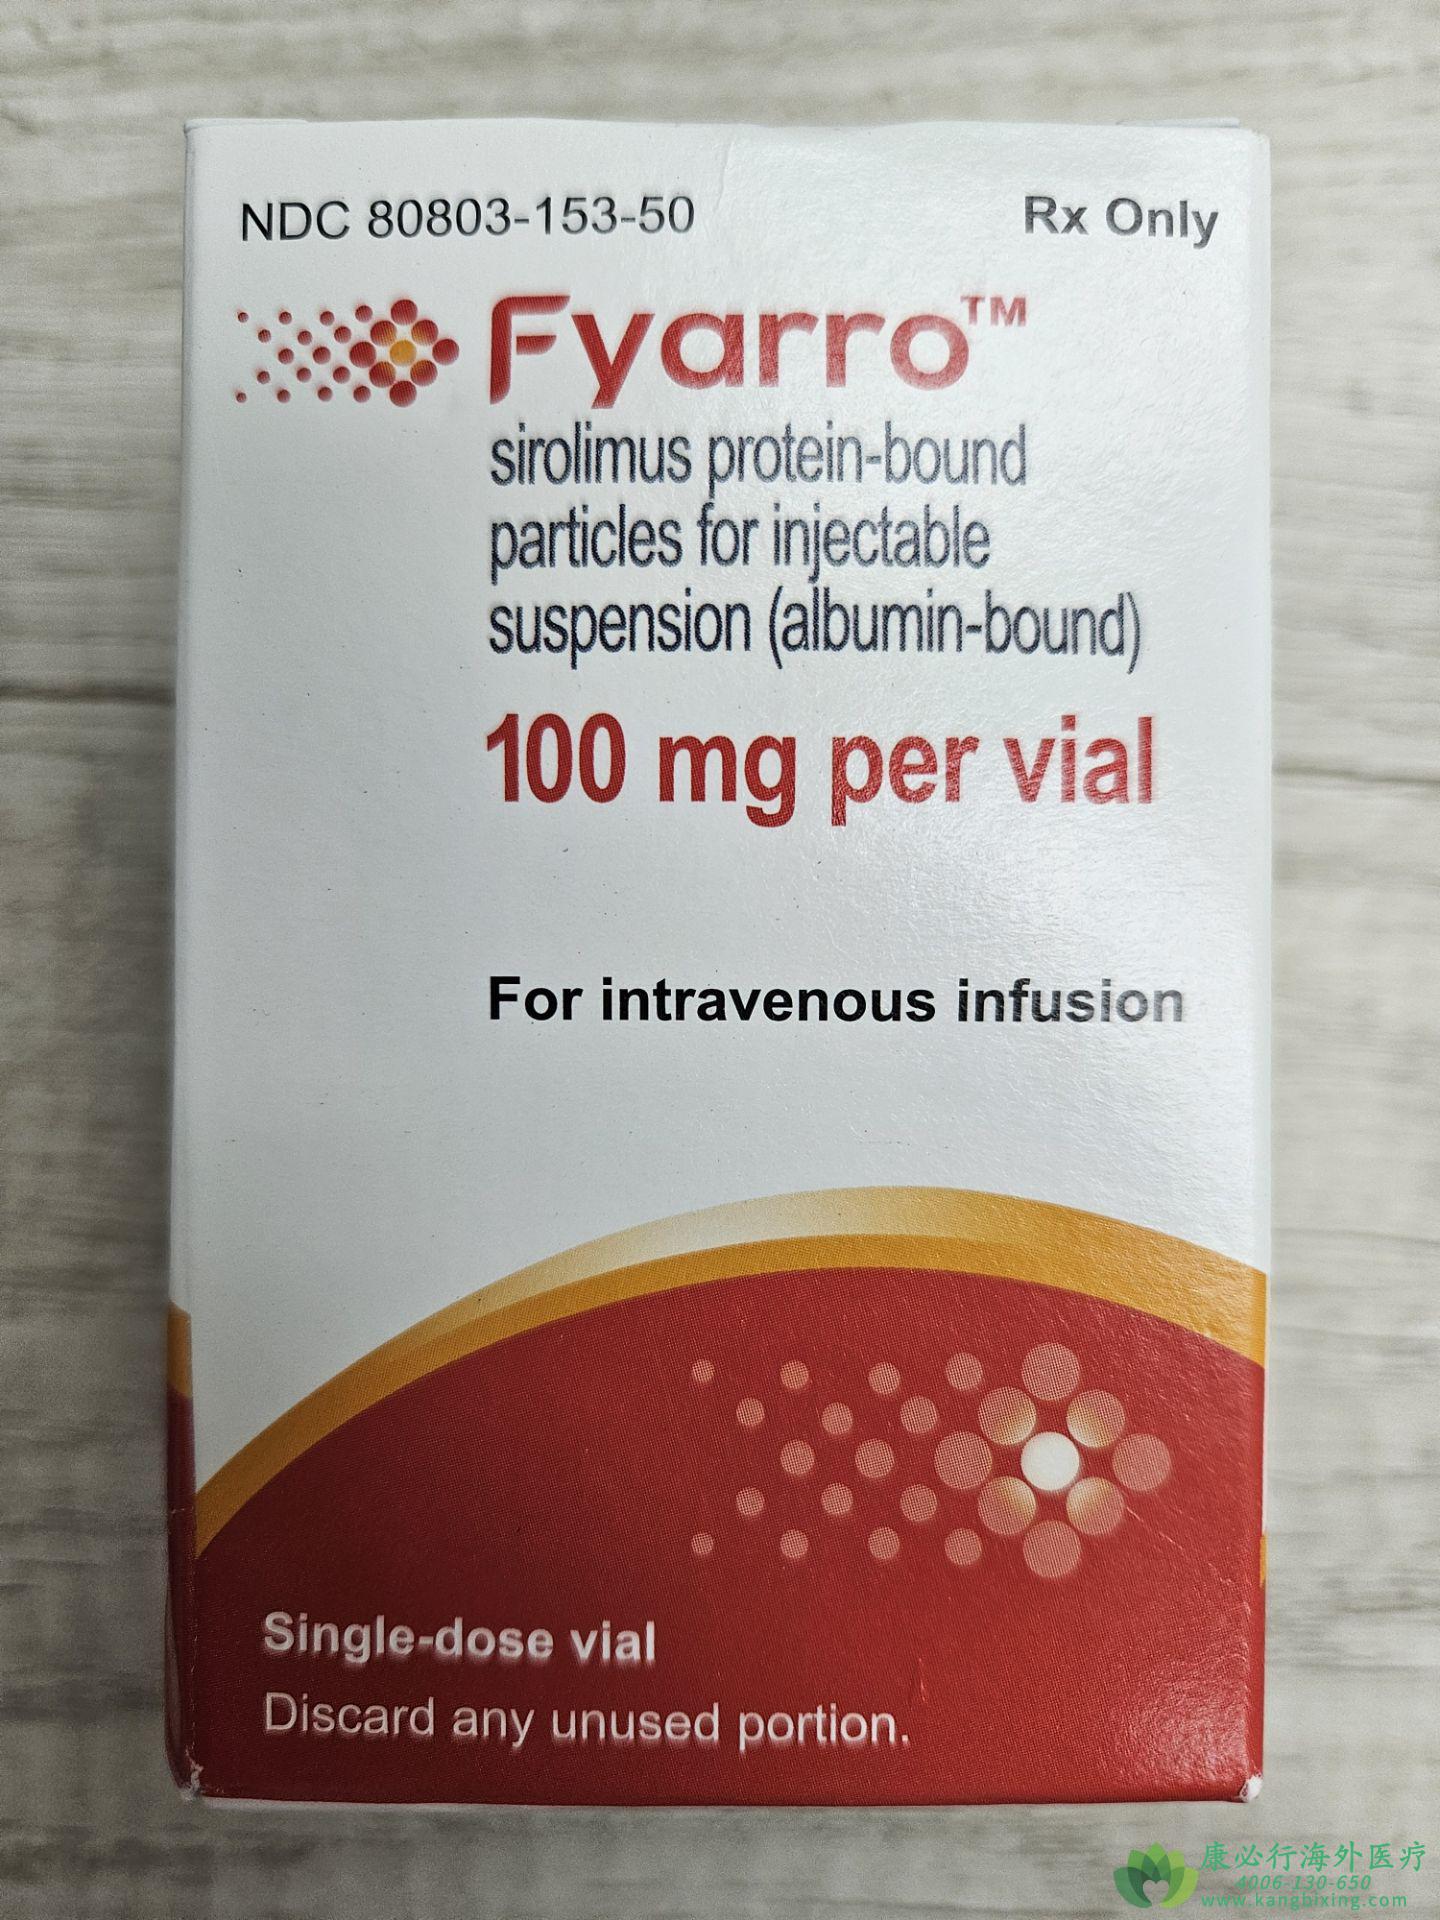 NDC 80803-153-50
Rx Only
Fyarro™
sirolimus protein-bound
particles for injectable
suspension (albumin-bound)
100 mg per vial
For intravenous infusion
Single-dose vial
Discard any unused portion.
康必行海外医疗
4006-130-650
www.kangbixing.com